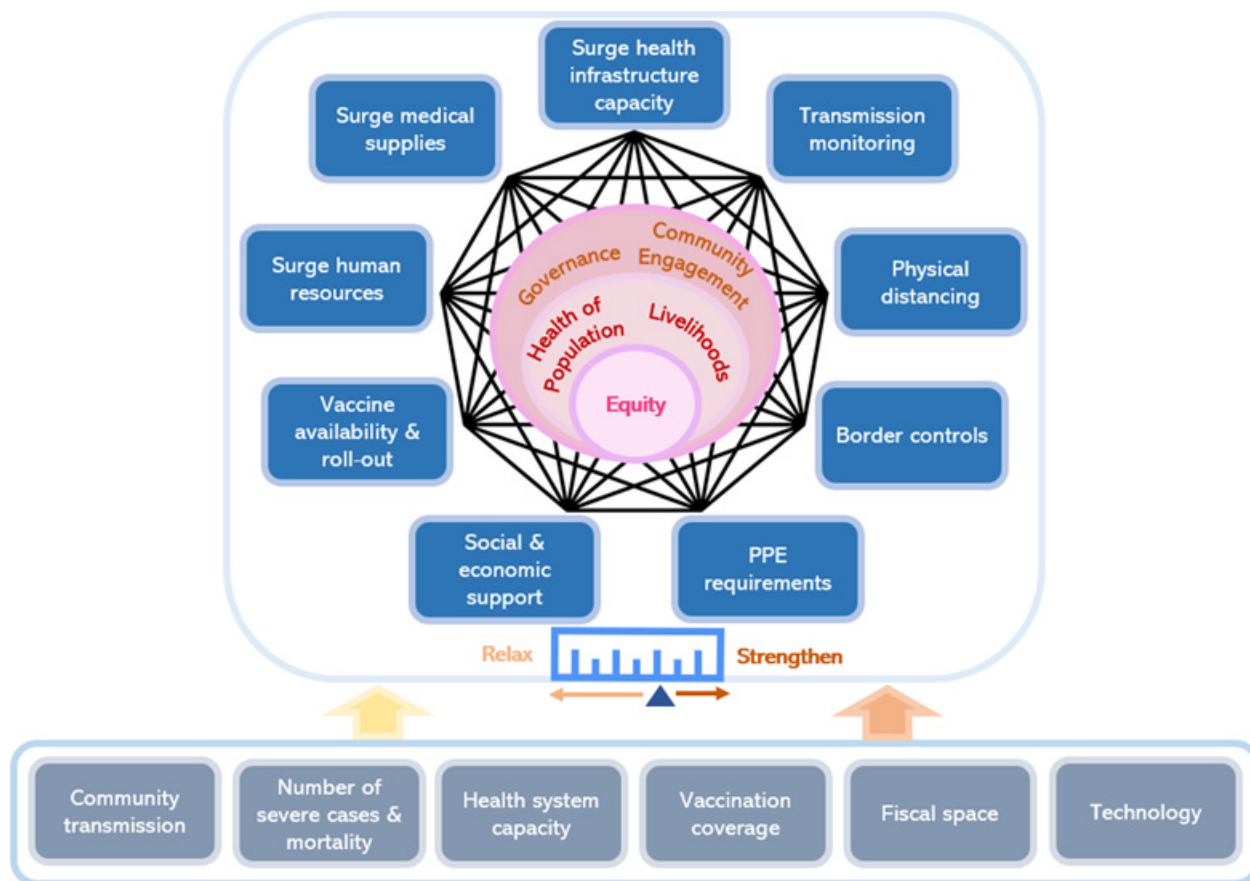 Surge health
infrastructure
capacity
Surge medical
supplies
Transmission
monitoring
Surge human
resources
Physical
distancing
Governance
Community
Engagement
Health of
Population
Livelihoods
Equity
Vaccine
availability &
roll-out
Border controls
Social &
economic
support
PPE
requirements
Relax
Strengthen
Community
transmission
Number of
severe cases &
mortality
Health system
capacity
Vaccination
coverage
Fiscal space
Technology